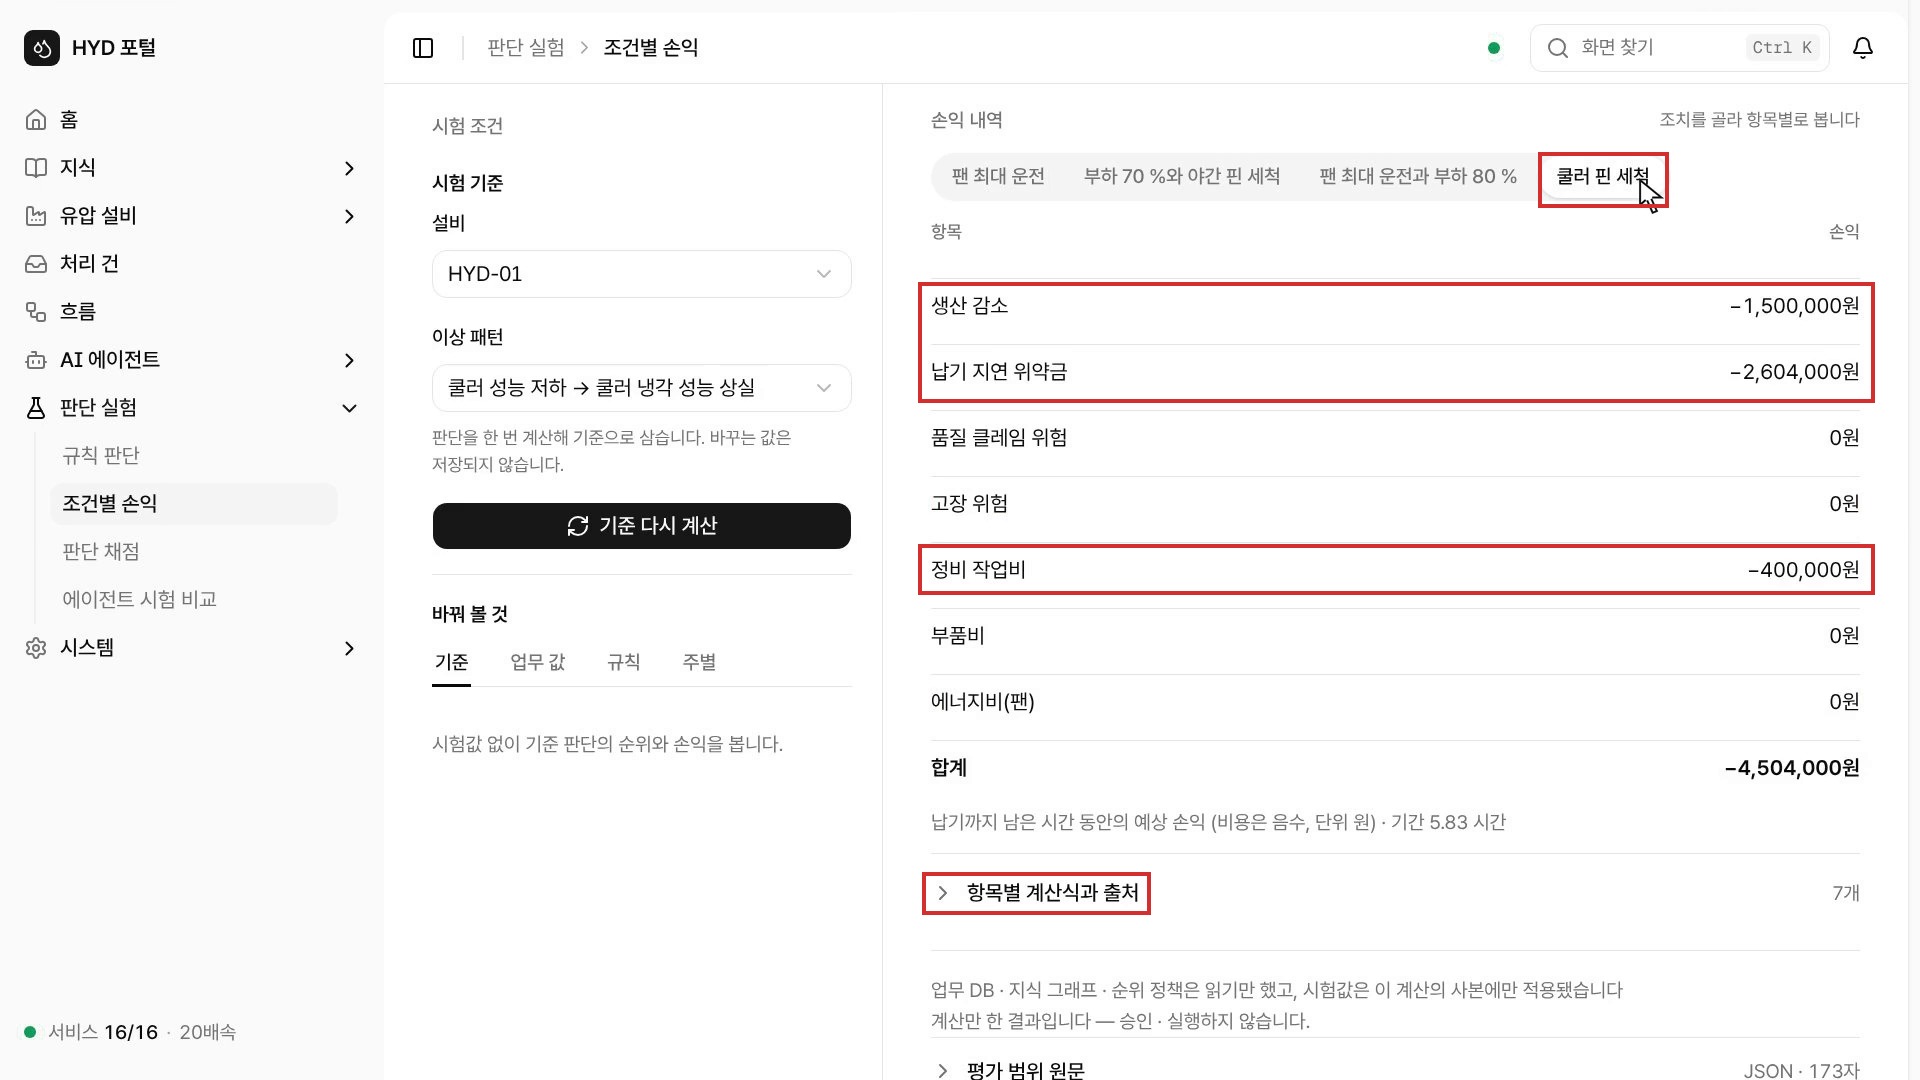 HYD 포털
홈
지식
유압 설비
처리 건
흐름
AI 에이전트
판단 실험
규칙 판단
조건별 손익
판단 채점
에이전트 시험 비교
시스템
서비스 16/16 · 20배속
판단 실험 > 조건별 손익
화면 찾기 Ctrl K
시험 조건
시험 기준
설비
HYD-01
이상 패턴
쿨러 성능 저하 → 쿨러 냉각 성능 상실
판단을 한 번 계산해 기준으로 삼습니다. 바꾸는 값은
저장되지 않습니다.
기준 다시 계산
바꿔 볼 것
기준 업무 값 규칙 주별
시험값 없이 기준 판단의 순위와 손익을 봅니다.
손익 내역 조치를 골라 항목별로 봅니다
팬 최대 운전 부하 70 %와 야간 핀 세척 팬 최대 운전과 부하 80 % 쿨러 핀 세척
항목 손익
생산 감소 −1,500,000원
납기 지연 위약금 −2,604,000원
품질 클레임 위험 0원
고장 위험 0원
정비 작업비 −400,000원
부품비 0원
에너지비(팬) 0원
합계 −4,504,000원
납기까지 남은 시간 동안의 예상 손익 (비용은 음수, 단위 원) · 기간 5.83 시간
항목별 계산식과 출처 7개
업무 DB · 지식 그래프 · 순위 정책은 읽기만 했고, 시험값은 이 계산의 사본에만 적용됐습니다
계산만 한 결과입니다 — 승인 · 실행하지 않습니다.
평가 범위 원문 JSON · 173자